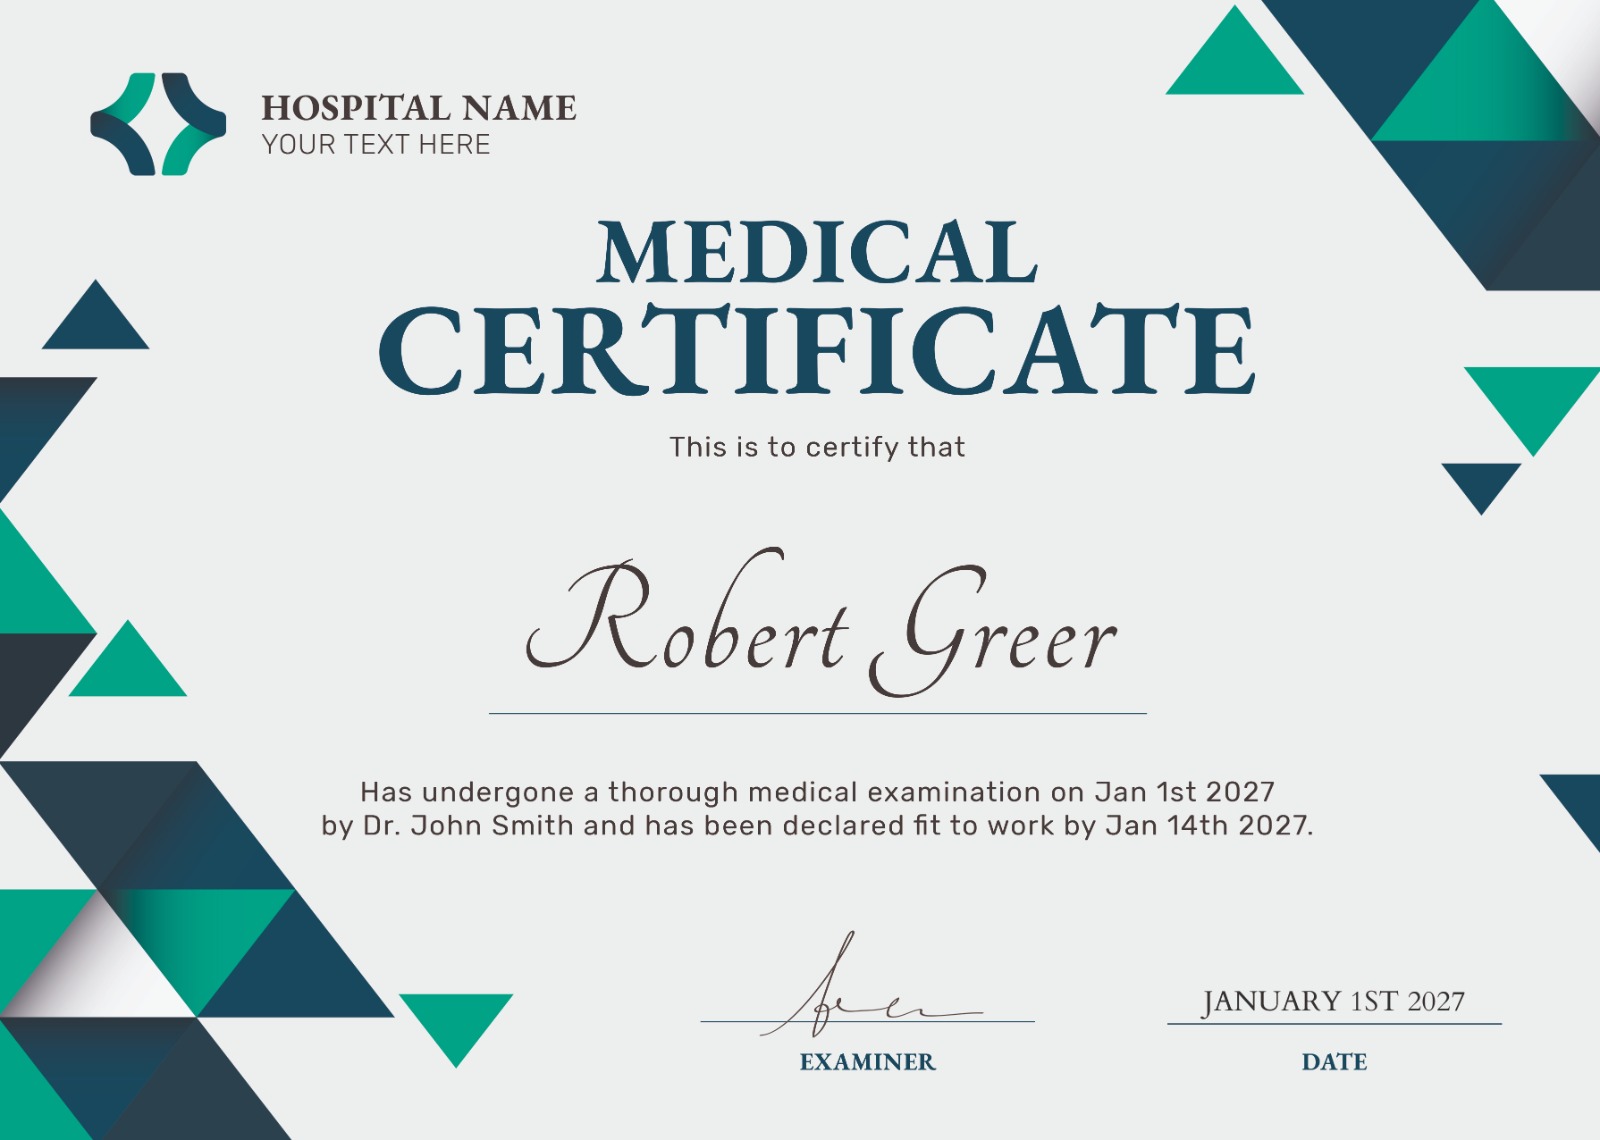 HOSPITAL NAME
YOUR TEXT HERE
MEDICAL
CERTIFICATE
This is to certify that
Robert Greer
Has undergone a thorough medical examination on Jan 1st 2027
by Dr. John Smith and has been declared fit to work by Jan 14th 2027.
JANUARY 1ST 2027
EXAMINER
DATE